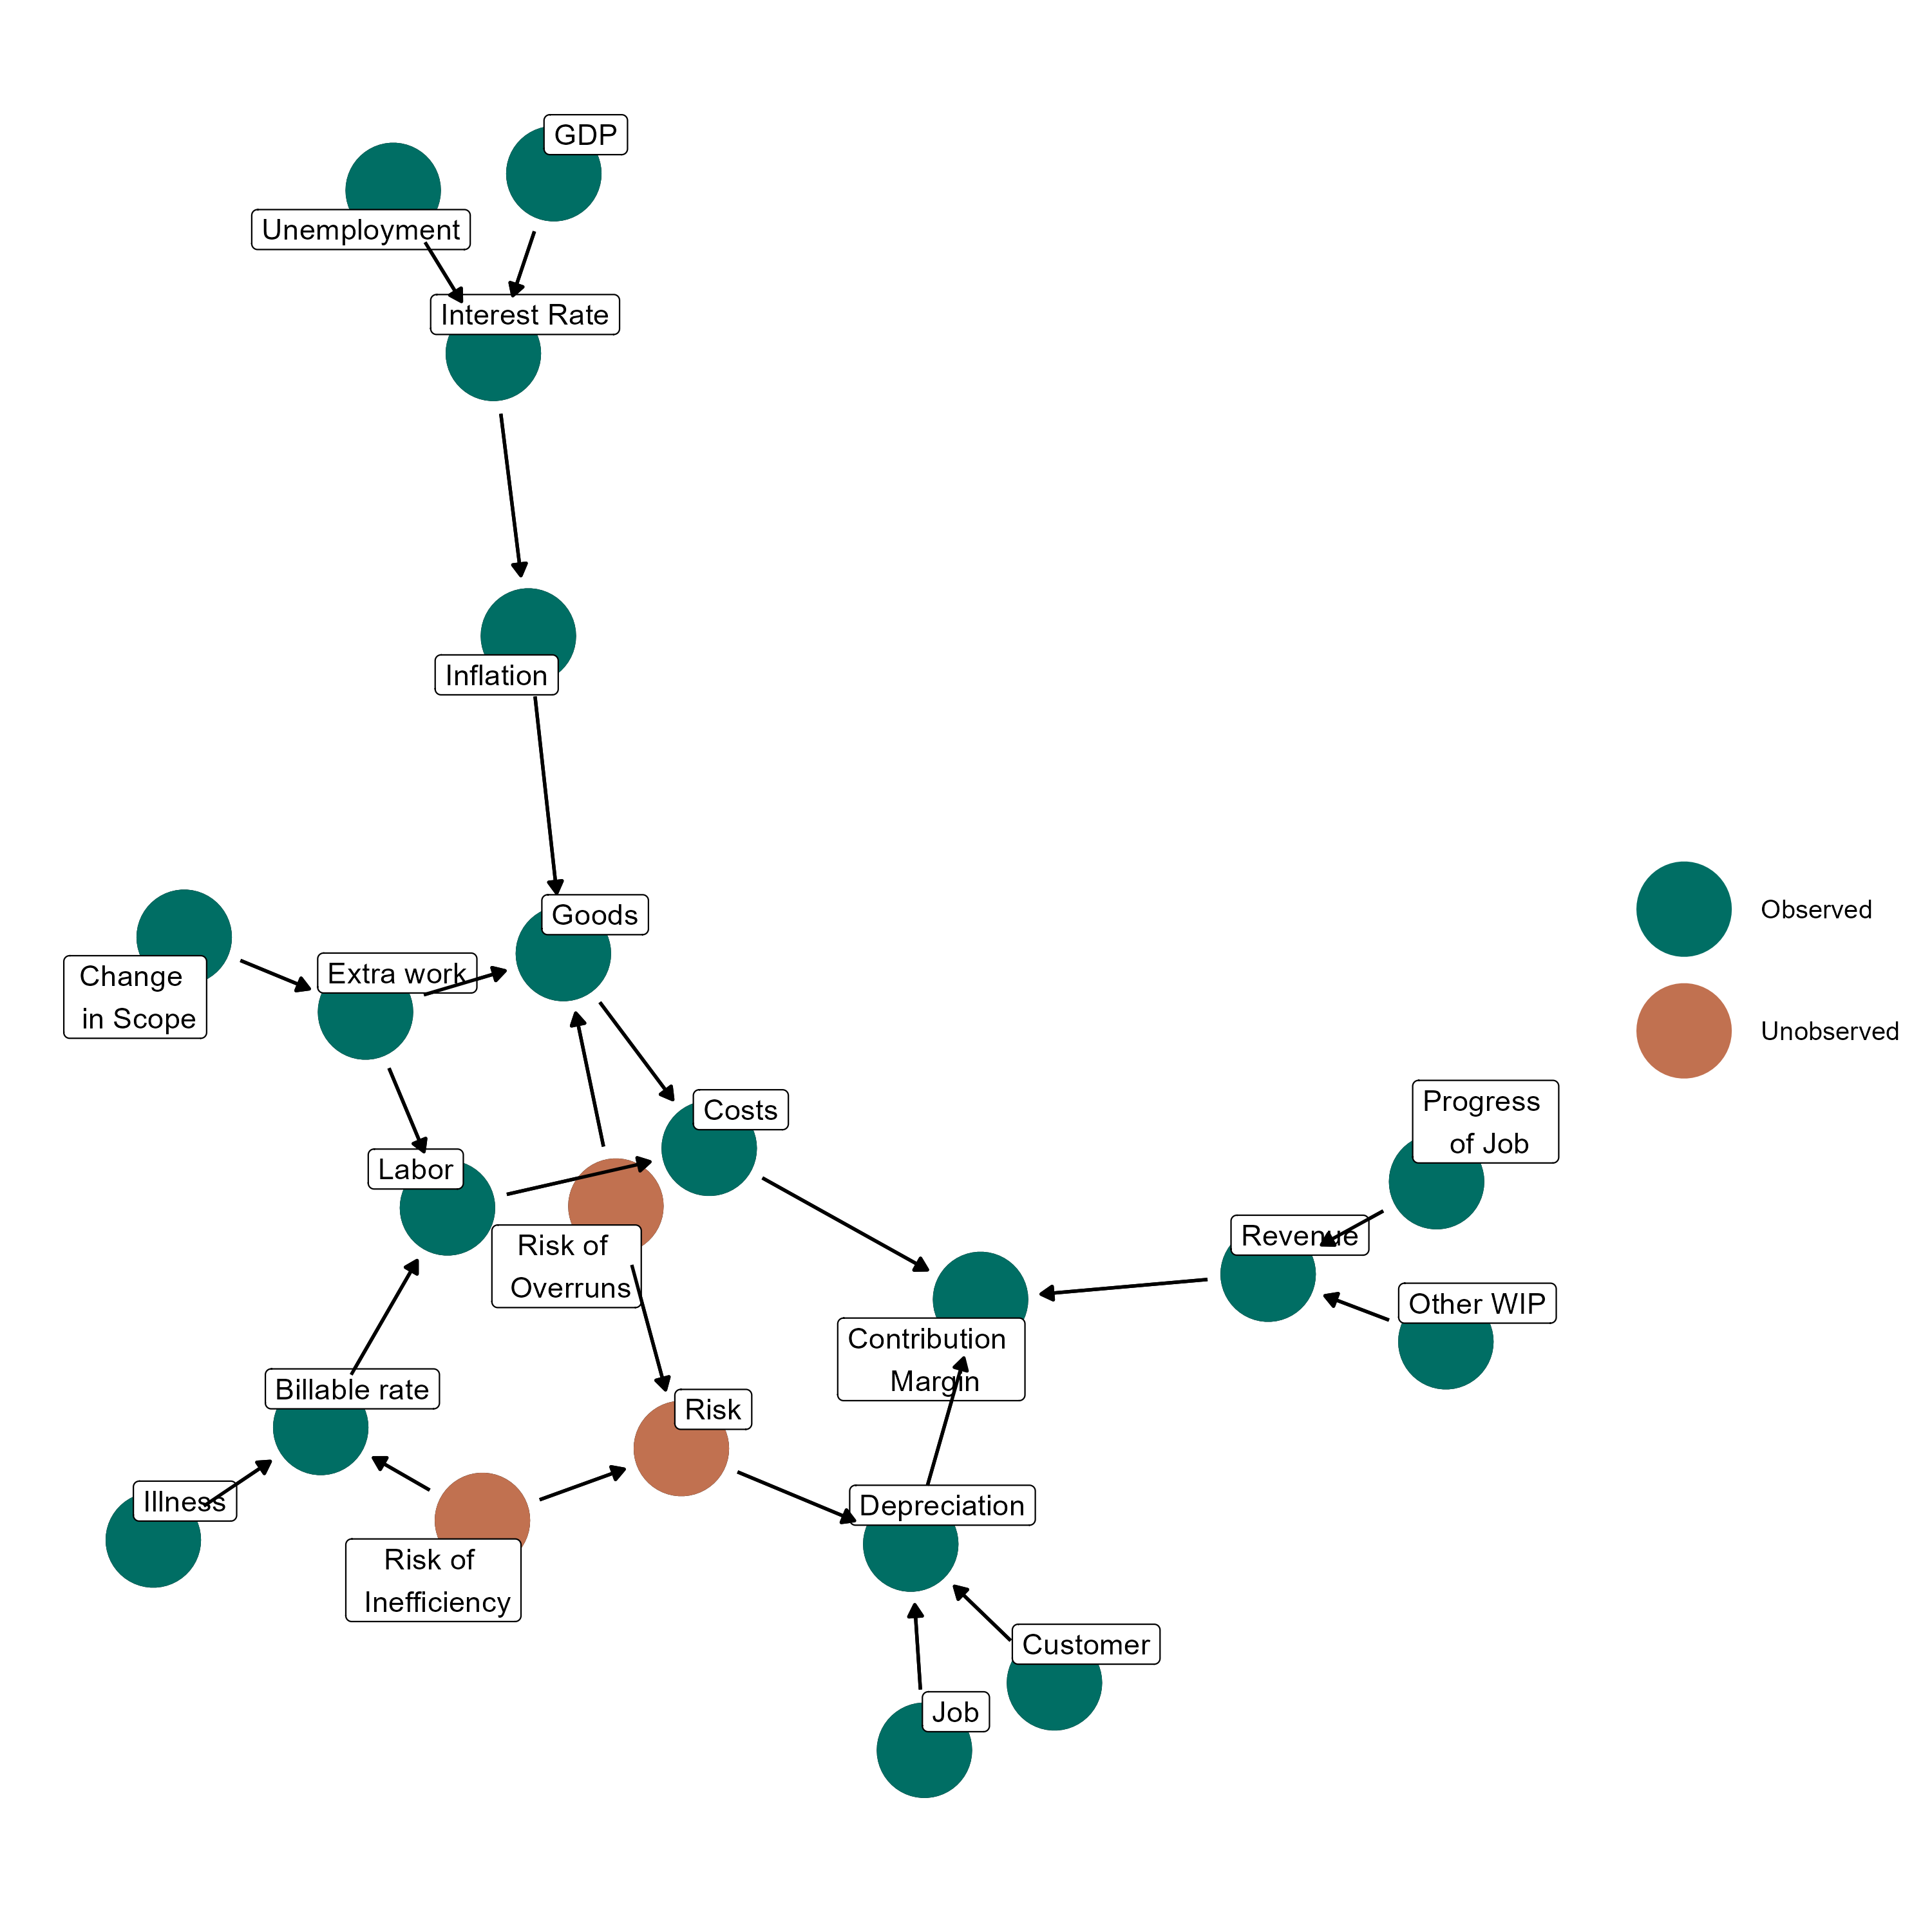 GDP
Unemployment
Interest Rate
Inflation
Goods
Change
in Scope
Extra work
Costs
Labor
Risk of
Overruns
Observed
Unobserved
Progress
of Job
Revenue
Other WIP
Contribution
Margin
Billable rate
Risk
Illness
Risk of
Inefficiency
Depreciation
Customer
Job